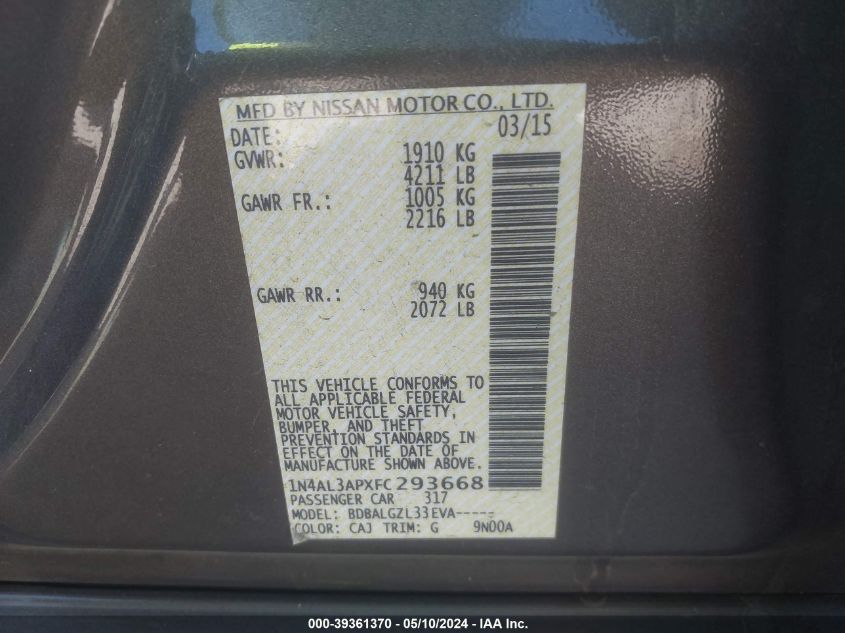 MFD BY NISSAN MOTOR CO., LTD.
DATE: 03/15
GVWR: 1910 KG
4211 LB
GAWR FR.: 1005 KG
2216 LB
GAWR RR.: 940 KG
2072 LB
THIS VEHICLE CONFORMS TO
ALL APPLICABLE FEDERAL
MOTOR VEHICLE SAFETY,
BUMPER, AND THEFT
PREVENTION STANDARDS IN
EFFECT ON THE DATE OF
MANUFACTURE SHOWN ABOVE.
1N4AL3APXFC293668
PASSENGER CAR 317
MODEL: BDBALGZL33EVA-----
COLOR: CAJ TRIM: G 9N00A
000-39361370 — 05/10/2024 — IAA Inc.